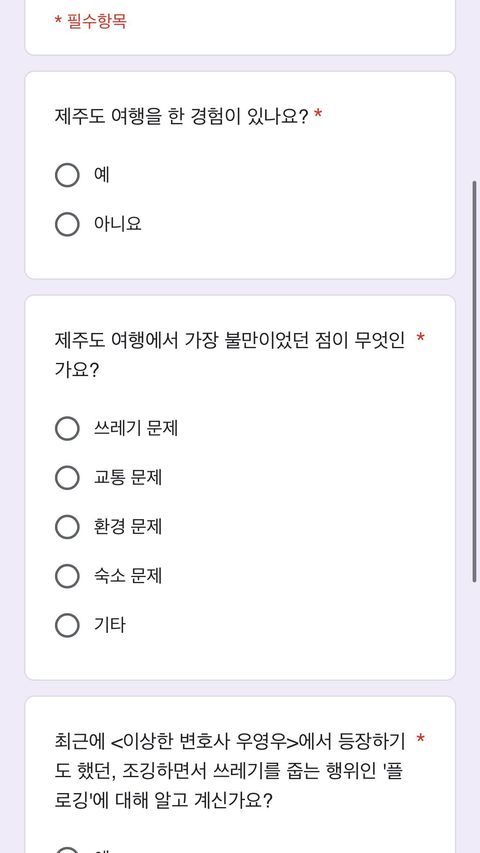 * 필수항목
제주도 여행을 한 경험이 있나요? *
예
아니요
제주도 여행에서 가장 불만이었던 점이 무엇인 *
가요?
쓰레기 문제
교통 문제
환경 문제
숙소 문제
기타
최근에 <이상한 변호사 우영우>에서 등장하기 *
도 했던, 조깅하면서 쓰레기를 줍는 행위인 '플
로깅'에 대해 알고 계신가요?